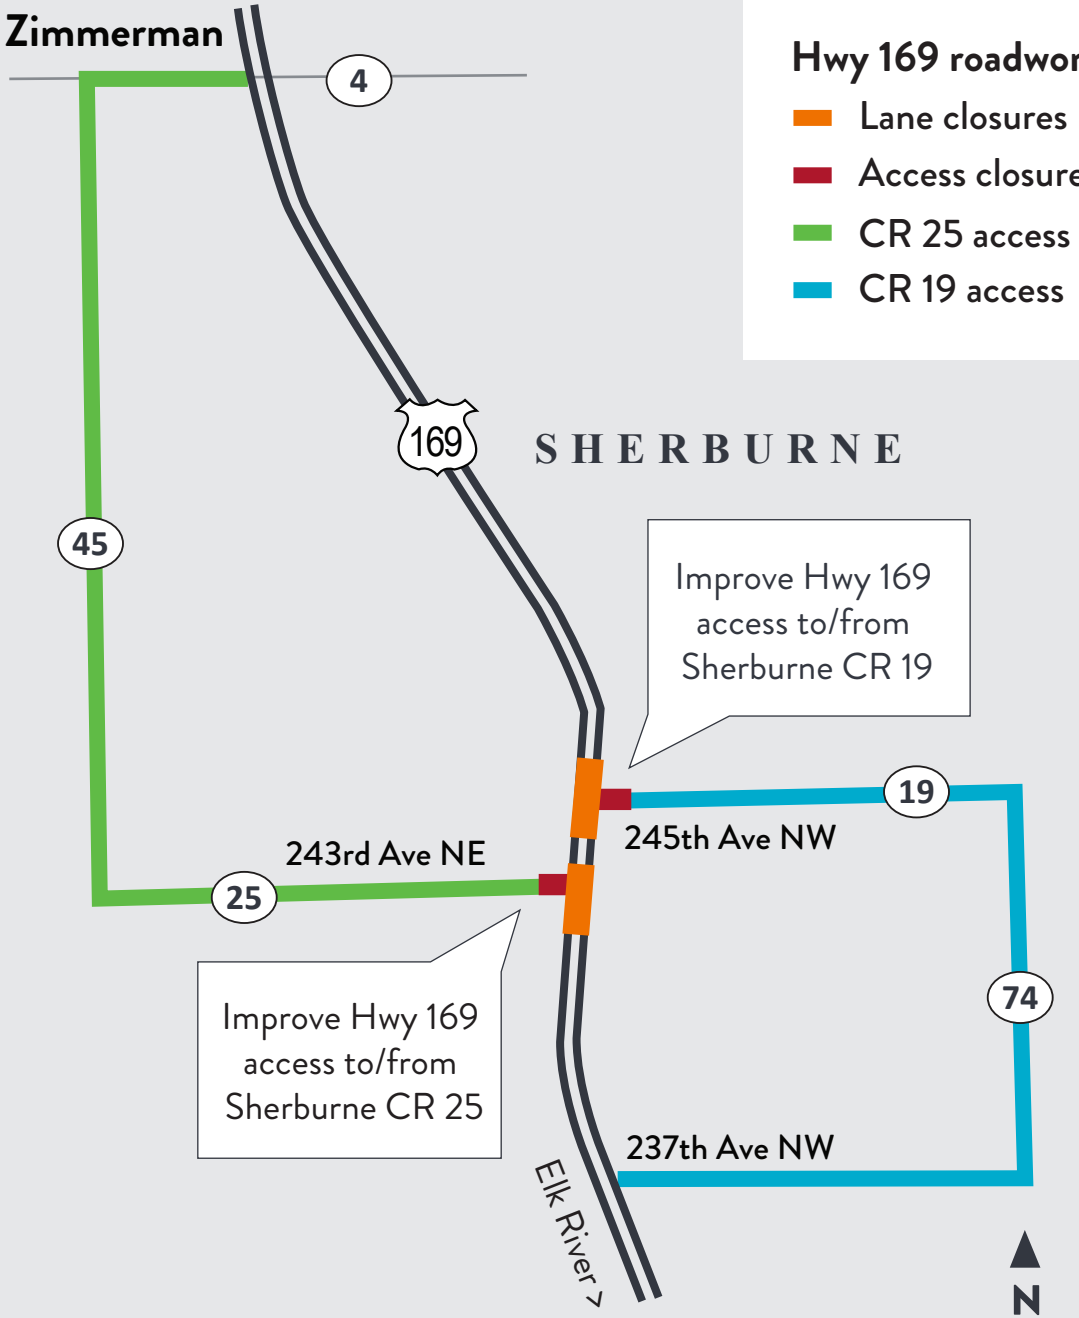 Zimmerman
4
Hwy 169 roadwor
Lane closures
Access closure
CR 25 access
CR 19 access
169
SHERBURNE
45
Improve Hwy 169
access to/from
Sherburne CR 19
19
245th Ave NW
243rd Ave NE
25
74
Improve Hwy 169
access to/from
Sherburne CR 25
237th Ave NW
Elk River >
N